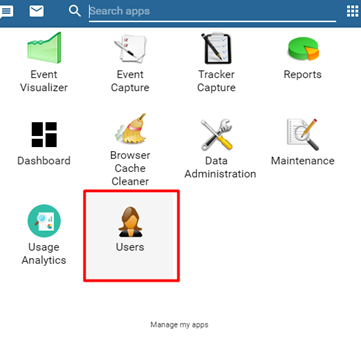 Search apps
Event Visualizer
Event Capture
Tracker Capture
Reports
Dashboard
Browser Cache Cleaner
Data Administration
Maintenance
Usage Analytics
Users
Manage my apps